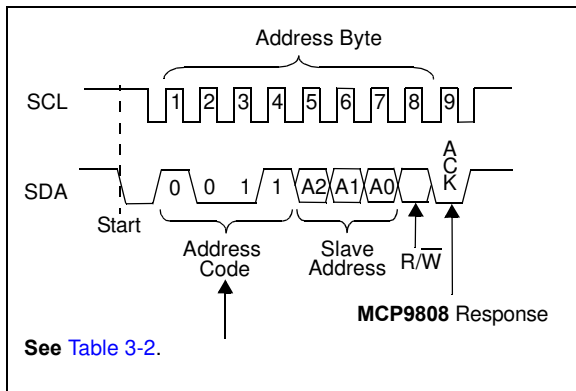 Address Byte
SCL 1 2 3 4 5 6 7 8 9
SDA 0 0 1 1 A2 A1 A0 ACK
Start
Address Code
Slave Address
R/W̅
MCP9808 Response
See Table 3-2.